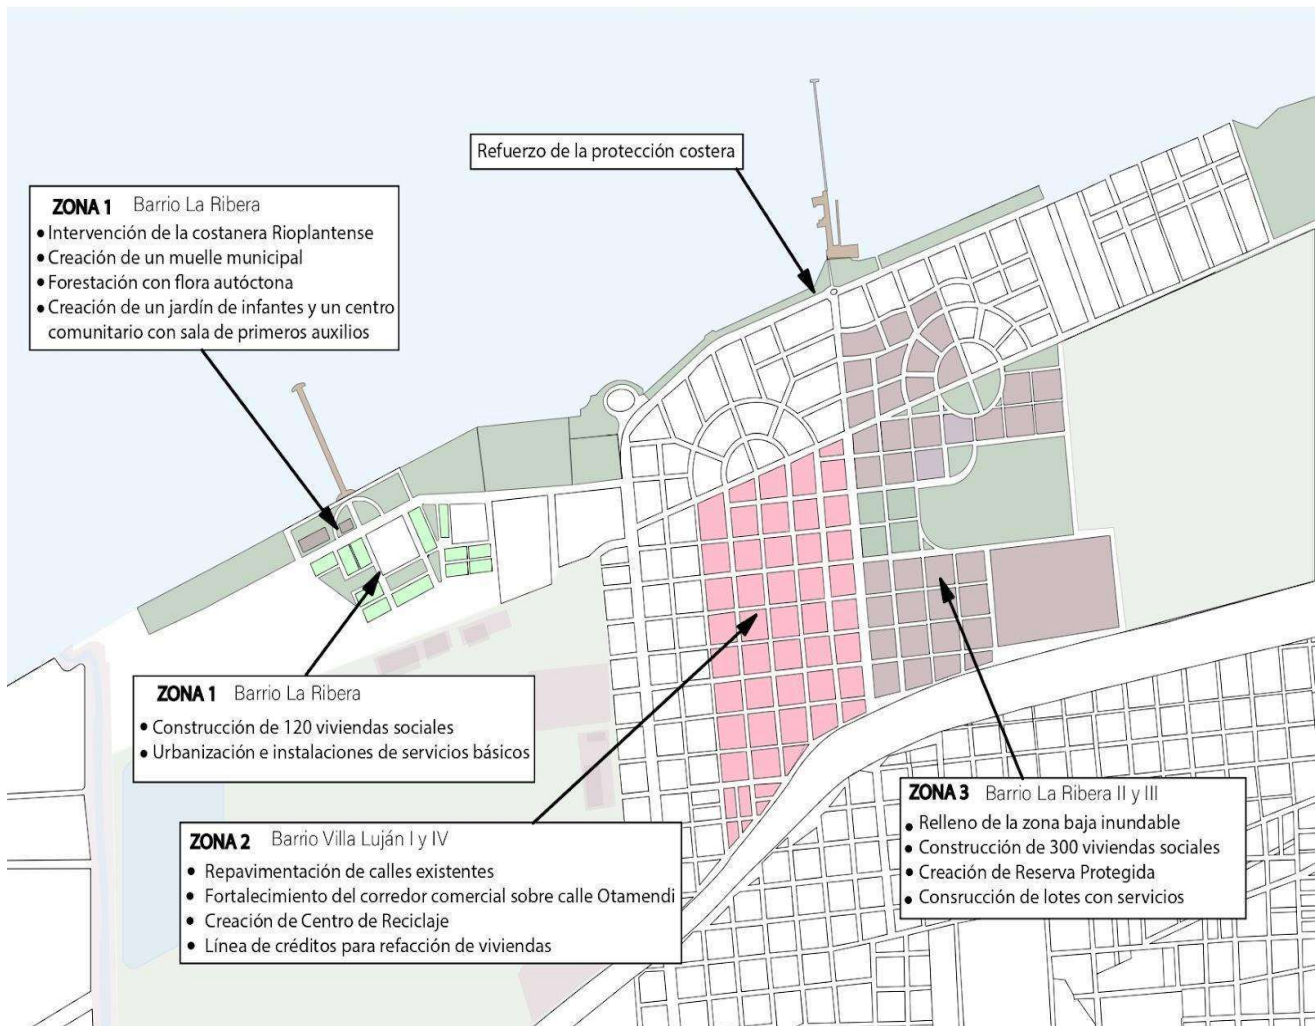 Refuerzo de la protección costera
ZONA 1 Barrio La Ribera
• Intervención de la costanera Rioplantense
• Creación de un muelle municipal
• Forestación con flora autóctona
• Creación de un jardín de infantes y un centro
comunitario con sala de primeros auxilios
ZONA 1 Barrio La Ribera
• Construcción de 120 viviendas sociales
• Urbanización e instalaciones de servicios básicos
ZONA 2 Barrio Villa Luján I y IV
• Repavimentación de calles existentes
• Fortalecimiento del corredor comercial sobre calle Otamendi
• Creación de Centro de Reciclaje
• Línea de créditos para refacción de viviendas
ZONA 3 Barrio La Ribera II y III
• Relleno de la zona baja inundable
• Construcción de 300 viviendas sociales
• Creación de Reserva Protegida
• Consrucción de lotes con servicios